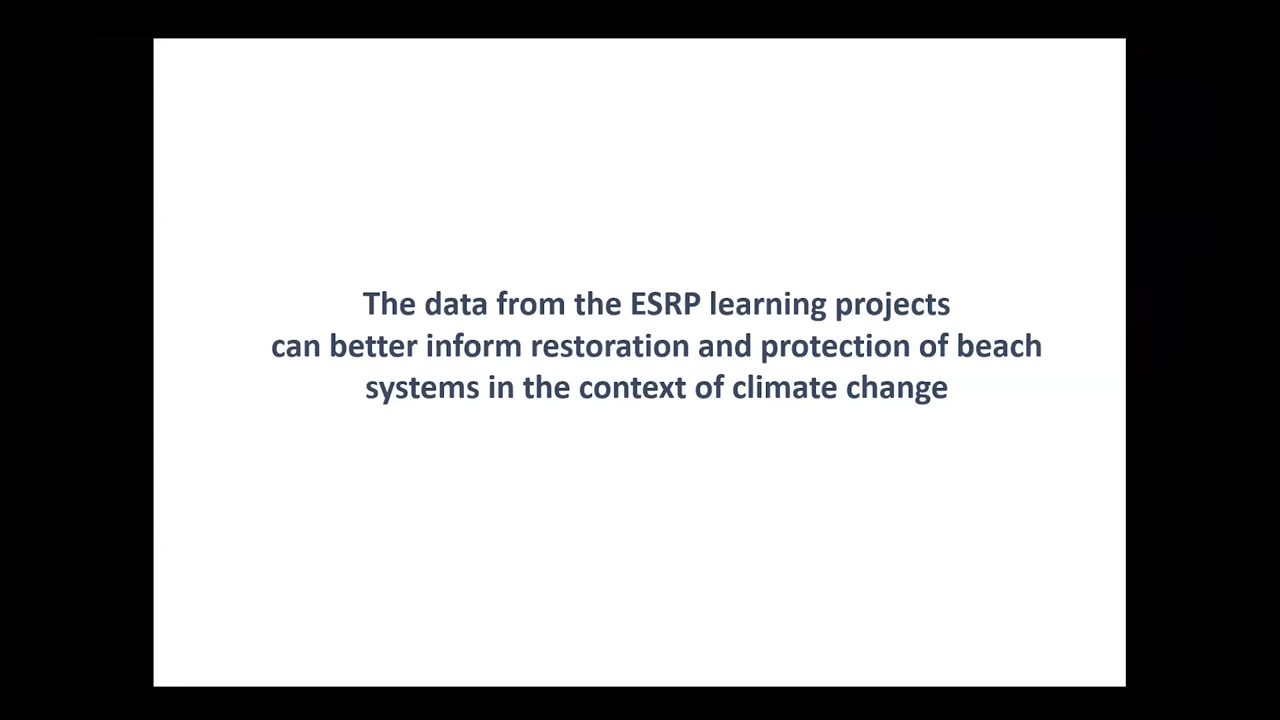 The data from the ESRP learning projects
can better inform restoration and protection of beach
systems in the context of climate change